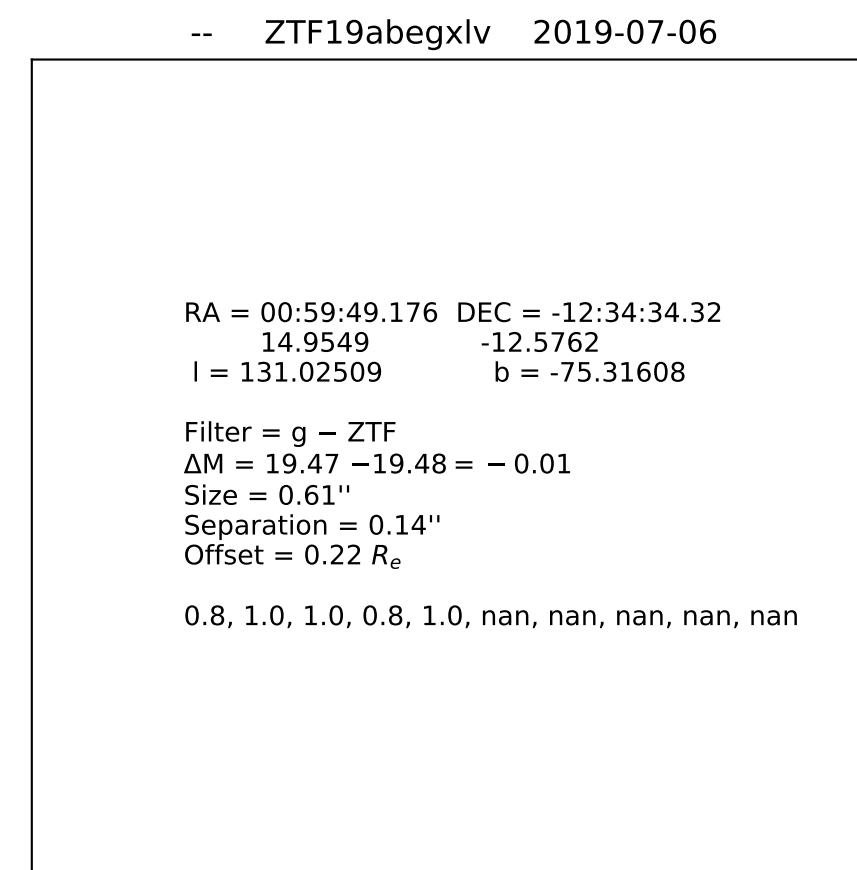 -- ZTF19abegxlv 2019-07-06
RA = 00:59:49.176 DEC = -12:34:34.32
14.9549 -12.5762
l = 131.02509 b = -75.31608
Filter = g − ZTF
ΔM = 19.47 −19.48 = − 0.01
Size = 0.61''
Separation = 0.14''
Offset = 0.22 Rₑ
0.8, 1.0, 1.0, 0.8, 1.0, nan, nan, nan, nan, nan